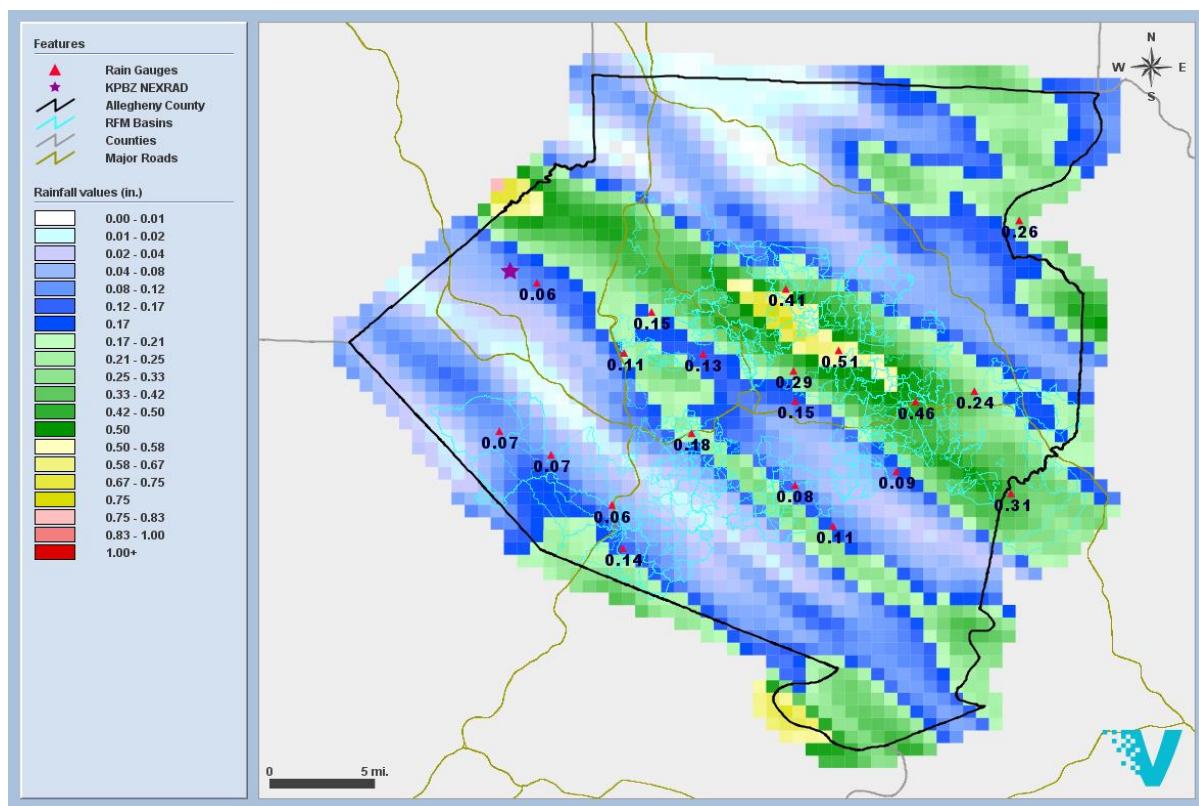 Features
Rain Gauges
KPBZ NEXRAD
Allegheny County
RFM Basins
Counties
Major Roads
Rainfall values (in.)
0.00 - 0.01
0.01 - 0.02
0.02 - 0.04
0.04 - 0.08
0.08 - 0.12
0.12 - 0.17
0.17
0.17 - 0.21
0.21 - 0.25
0.25 - 0.33
0.33 - 0.42
0.42 - 0.50
0.50
0.50 - 0.58
0.58 - 0.67
0.67 - 0.75
0.75
0.75 - 0.83
0.83 - 1.00
1.00+
N
W E
S
0.26
0.06
0.41
0.15
0.11
0.13
0.51
0.29
0.24
0.15
0.46
0.07
0.18
0.07
0.09
0.08
0.31
0.06
0.11
0.14
0 5 mi.
V